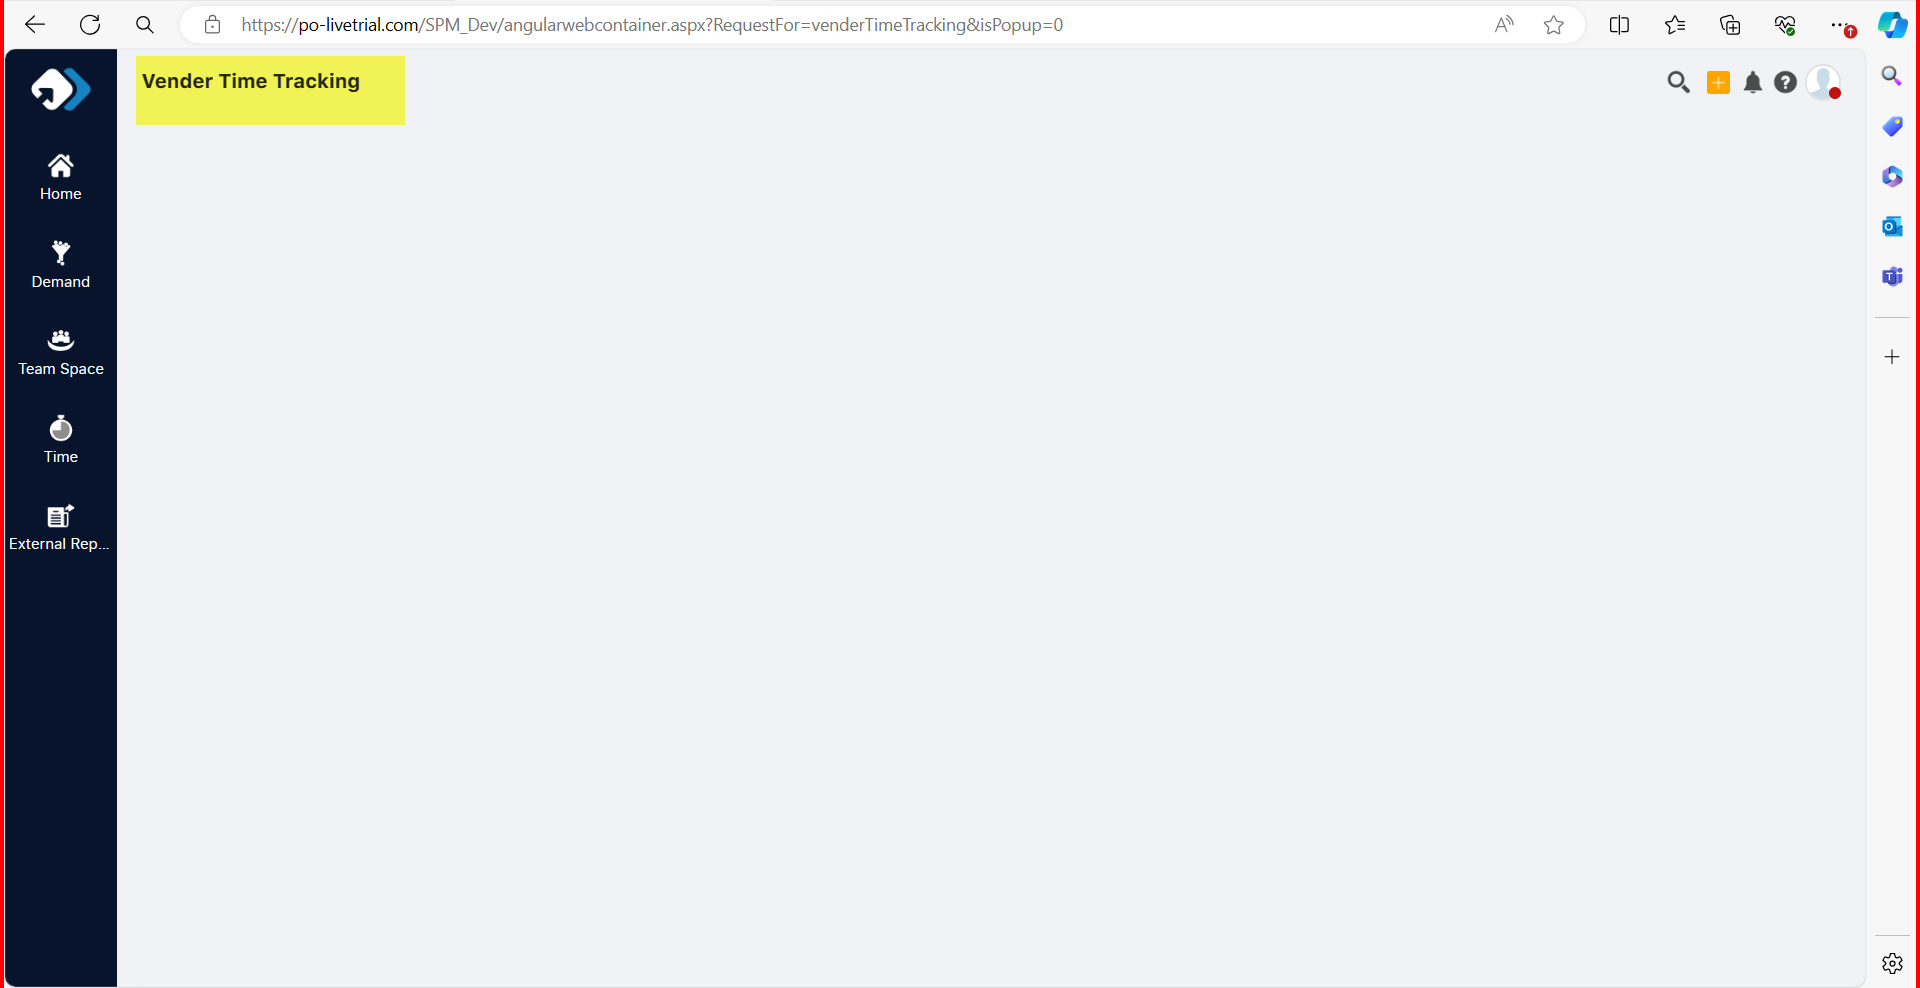 https://po-livetrial.com/SPM_Dev/angularwebcontainer.aspx?RequestFor=venderTimeTracking&isPopup=0
Vender Time Tracking
Home
Demand
Team Space
Time
External Rep...